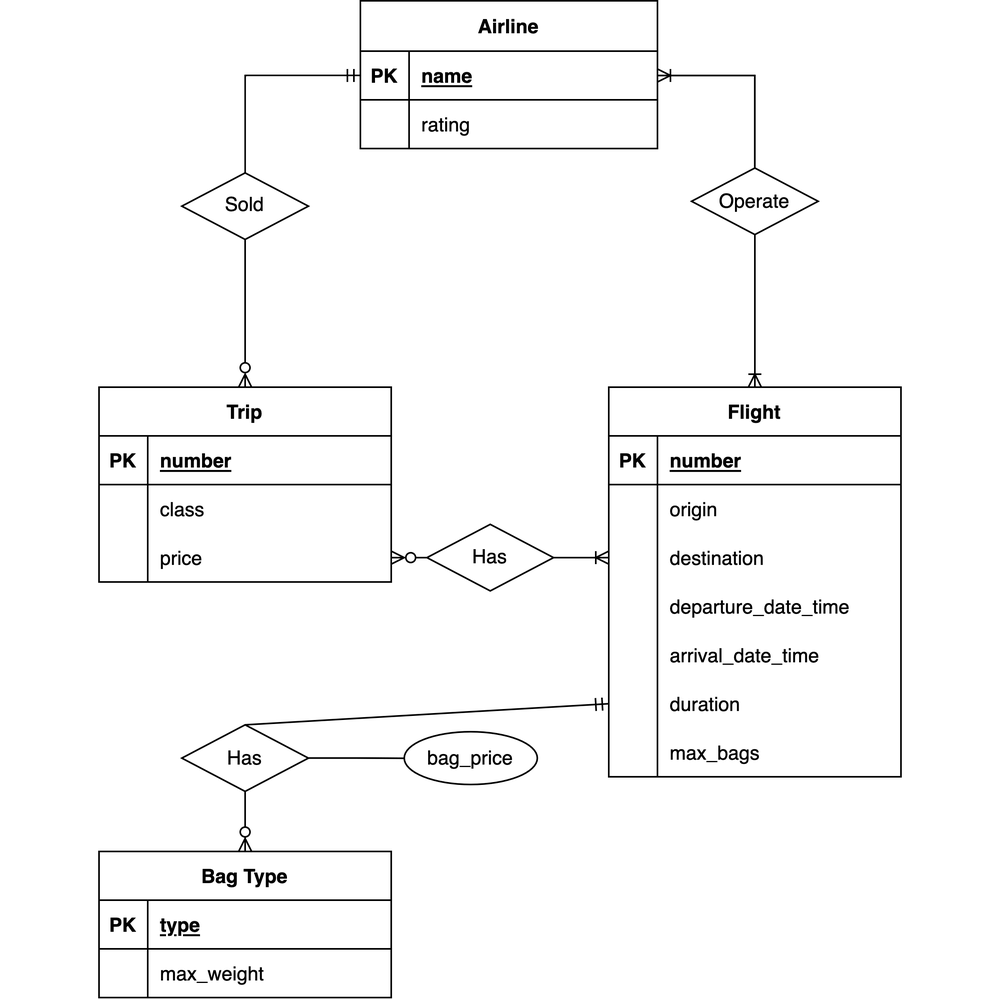 Airline
PK name
rating
Sold
Operate
Trip
PK number
class
price
Has
Flight
PK number
origin
destination
departure_date_time
arrival_date_time
duration
max_bags
Has
bag_price
Bag Type
PK type
max_weight